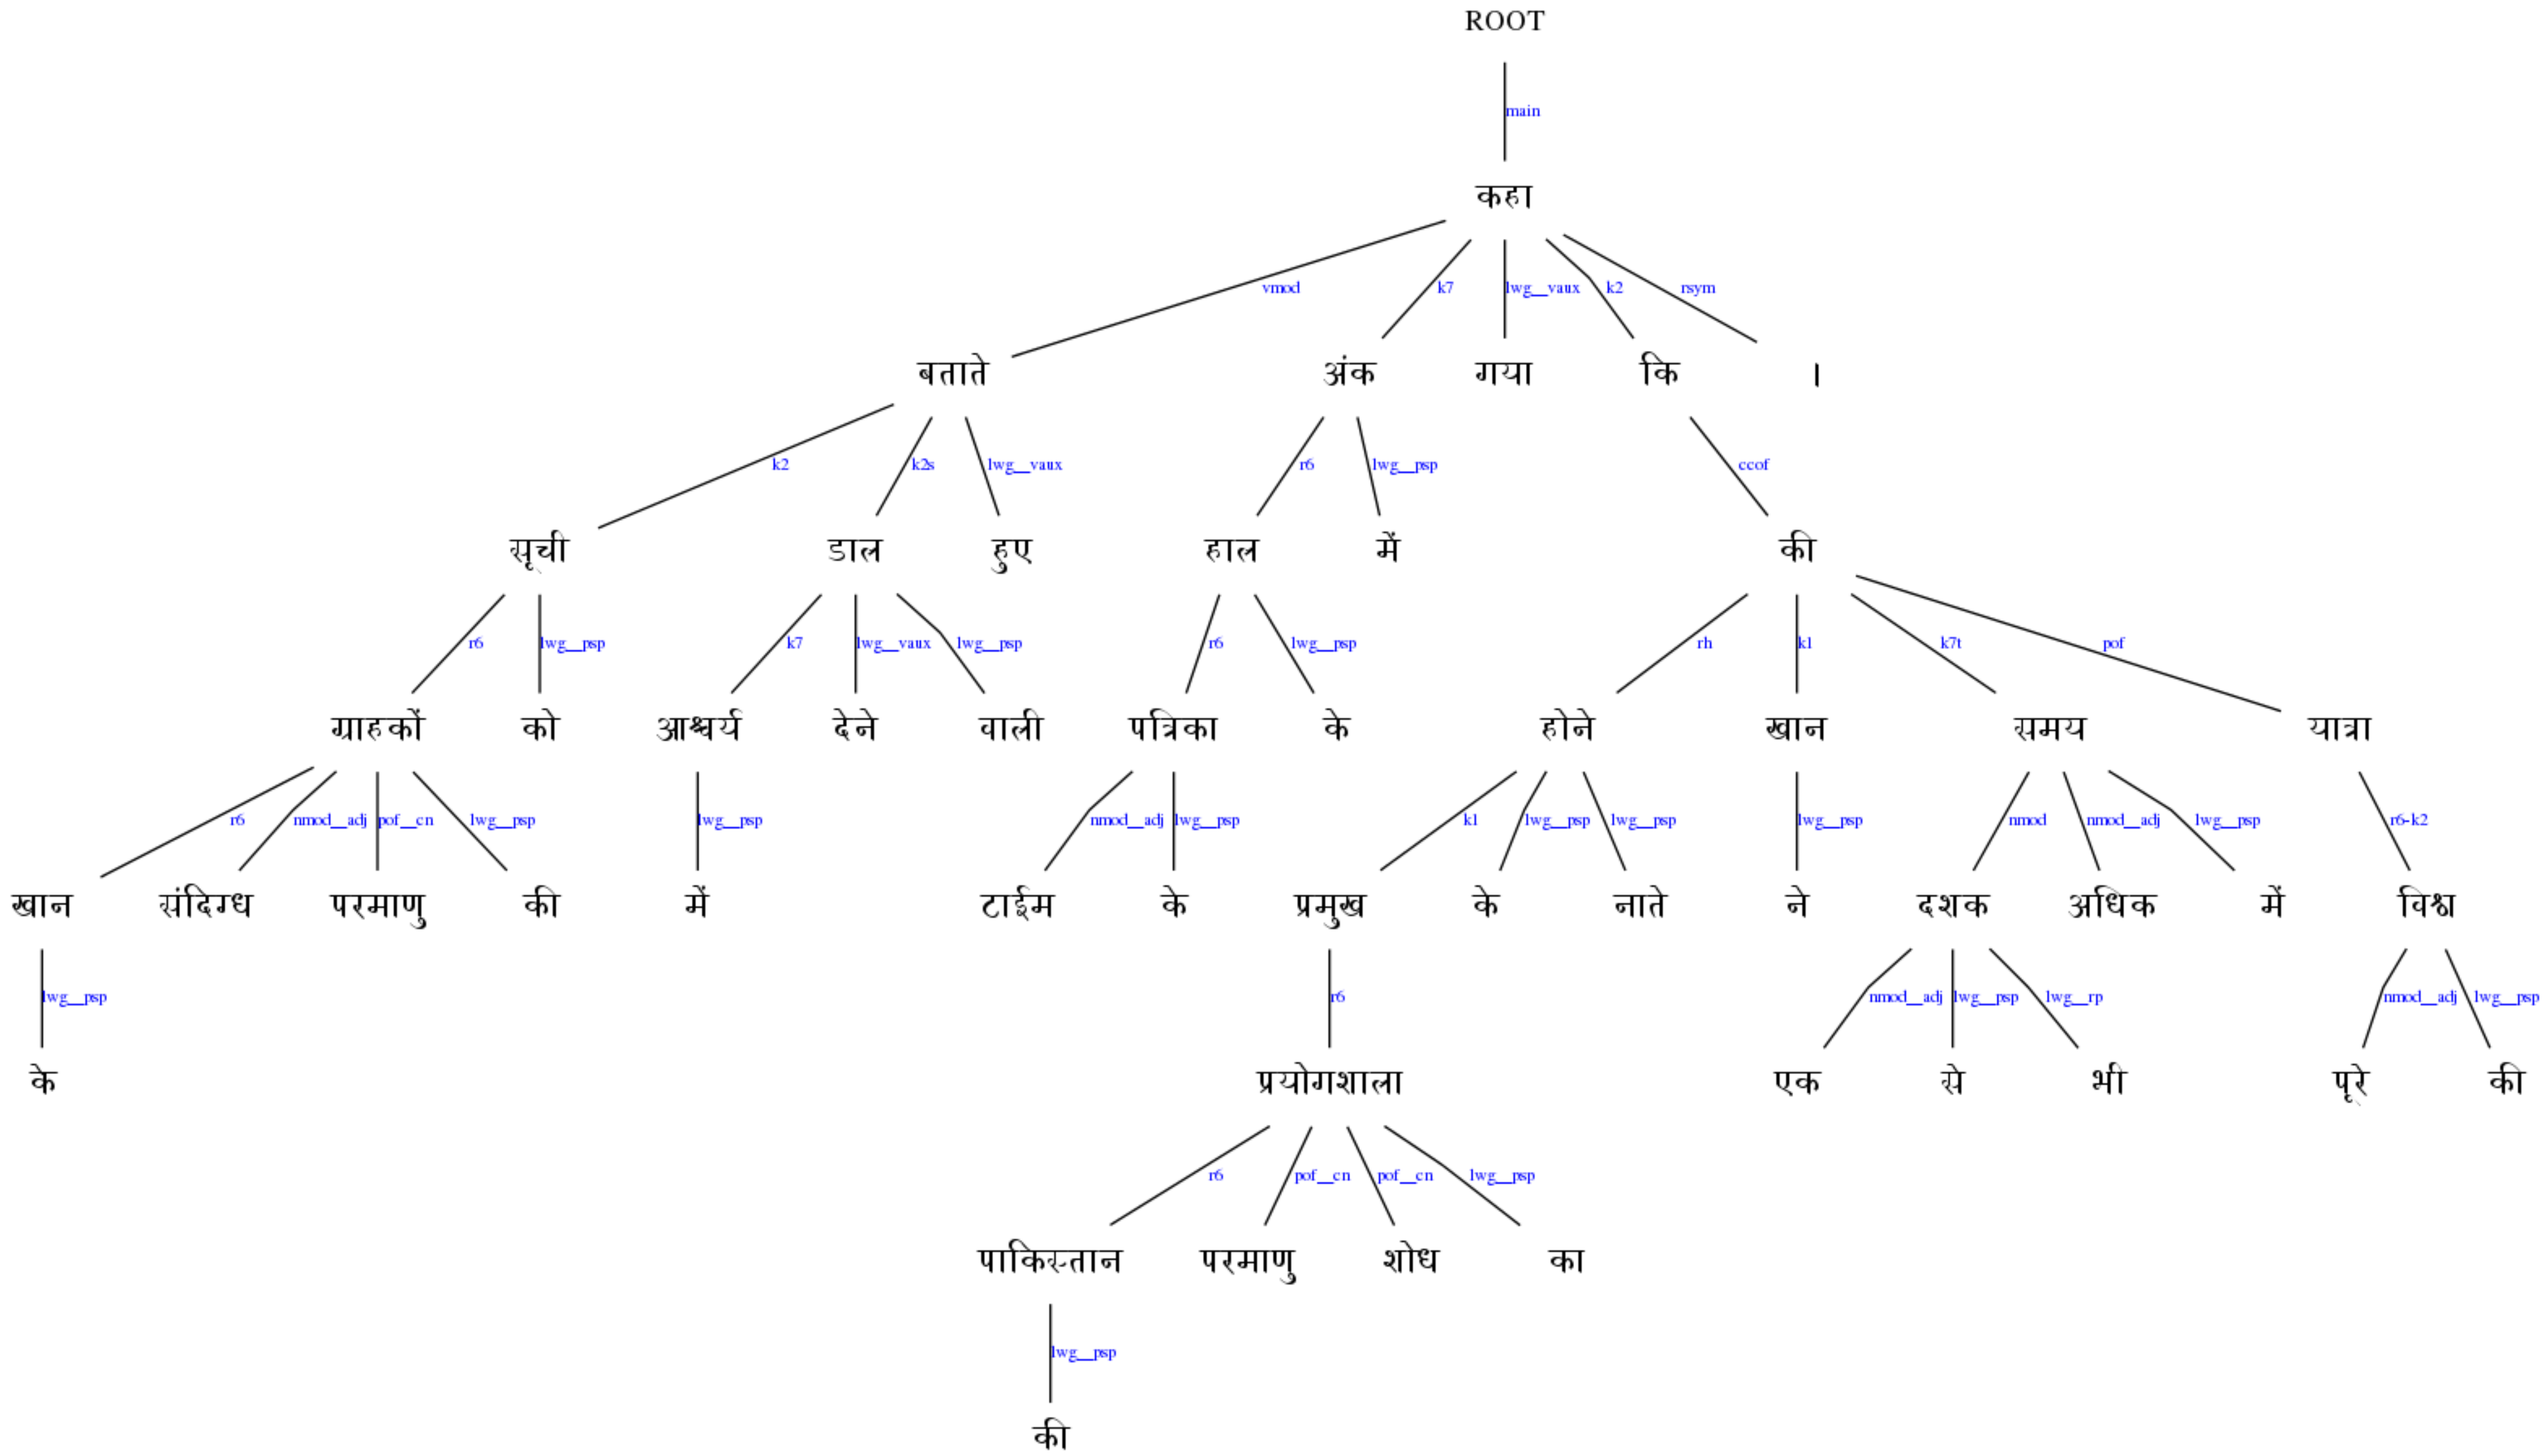 ROOT
main
कहा
vmod k7 lwg__vaux k2 rsym
बताते अंक गया कि ।
k2 k2s lwg__vaux r6 lwg__psp ccof
सूची डाल हुए हाल में की
r6 lwg__psp k7 lwg__vaux lwg__psp r6 lwg__psp rh k1 k7t pof
ग्राहकों को आश्चर्य देने वाली पत्रिका के होने खान समय यात्रा
r6 nmod__adj pof__cn lwg__psp lwg__psp nmod__adj lwg__psp k1 lwg__psp lwg__psp lwg__psp nmod nmod__adj lwg__psp r6-k2
खान संदिग्ध परमाणु की में टाईम के प्रमुख के नाते ने दशक अधिक में विश्व
lwg__psp r6 nmod__adj lwg__psp lwg__rp nmod__adj lwg__psp
के प्रयोगशाला एक से भी पूरे की
r6 pof__cn pof__cn lwg__psp
पाकिस्तान परमाणु शोध का
lwg__psp
की